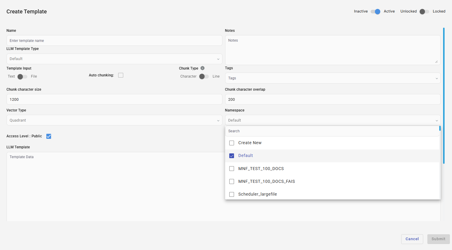 Create Template
Inactive Active Unlocked Locked
Name
Enter template name
Notes
Notes
LLM Template Type
Default
Template Input
Text File
Auto chunking:
Chunk Type
Character Line
Tags
Tags
Chunk character size
1200
Chunk character overlap
200
Vector Type
Quadrant
Namespace
Default
Search
Create New
Default
MNF_TEST_100_DOCS
MNF_TEST_100_DOCS_FAIS
Scheduler_largefile
Access Level : Public
LLM Template
Template Data
Cancel
Submit